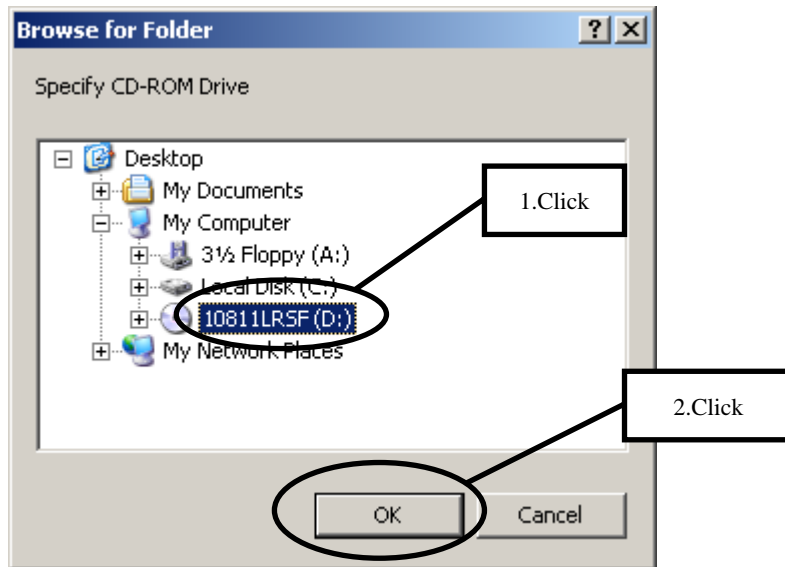 Browse for Folder
Specify CD-ROM Drive
Desktop
My Documents
My Computer
3½ Floppy (A:)
Local Disk (C:)
10811LRSF (D:)
My Network Places
1.Click
2.Click
OK
Cancel